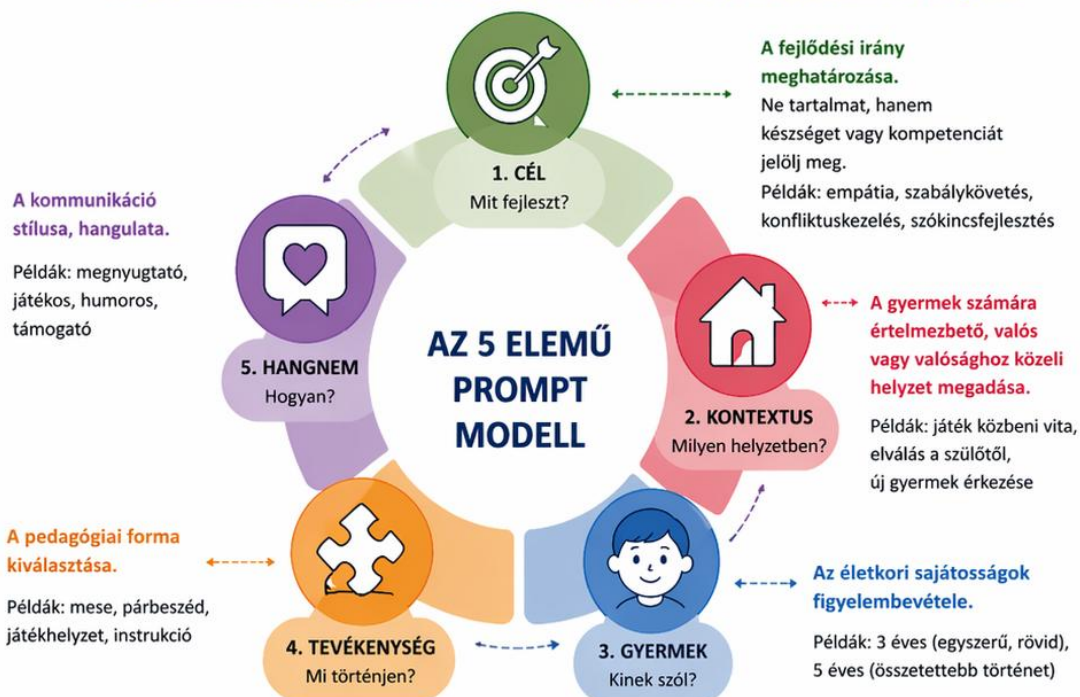 1. CÉL
Mit fejleszt?
A fejlődési irány
meghatározása.
Ne tartalmat, hanem
készséget vagy kompetenciát
jelölj meg.
Példák: empátia, szabálykövetés,
konfliktuskezelés, szókincsfejlesztés
AZ 5 ELEMŰ
PROMPT
MODELL
2. KONTEXTUS
Milyen helyzetben?
A gyermek számára
értelmezbető, valós
vagy valósághoz közeli
helyzet megadása.
Példák: játék közbeni vita,
elválás a szülőtől,
új gyermek érkezése
3. GYERMEK
Kinek szól?
Az életkori sajátosságok
figyelembevétele.
Példák: 3 éves (egyszerű, rövid),
5 éves (összetettebb történet)
4. TEVÉKENYSÉG
Mi történjen?
A pedagógiai forma
kiválasztása.
Példák: mese, párbeszéd,
játékhelyzet, instrukció
5. HANGNEM
Hogyan?
A kommunikáció
stílusa, hangulata.
Példák: megnyugtató,
játékos, humoros,
támogató